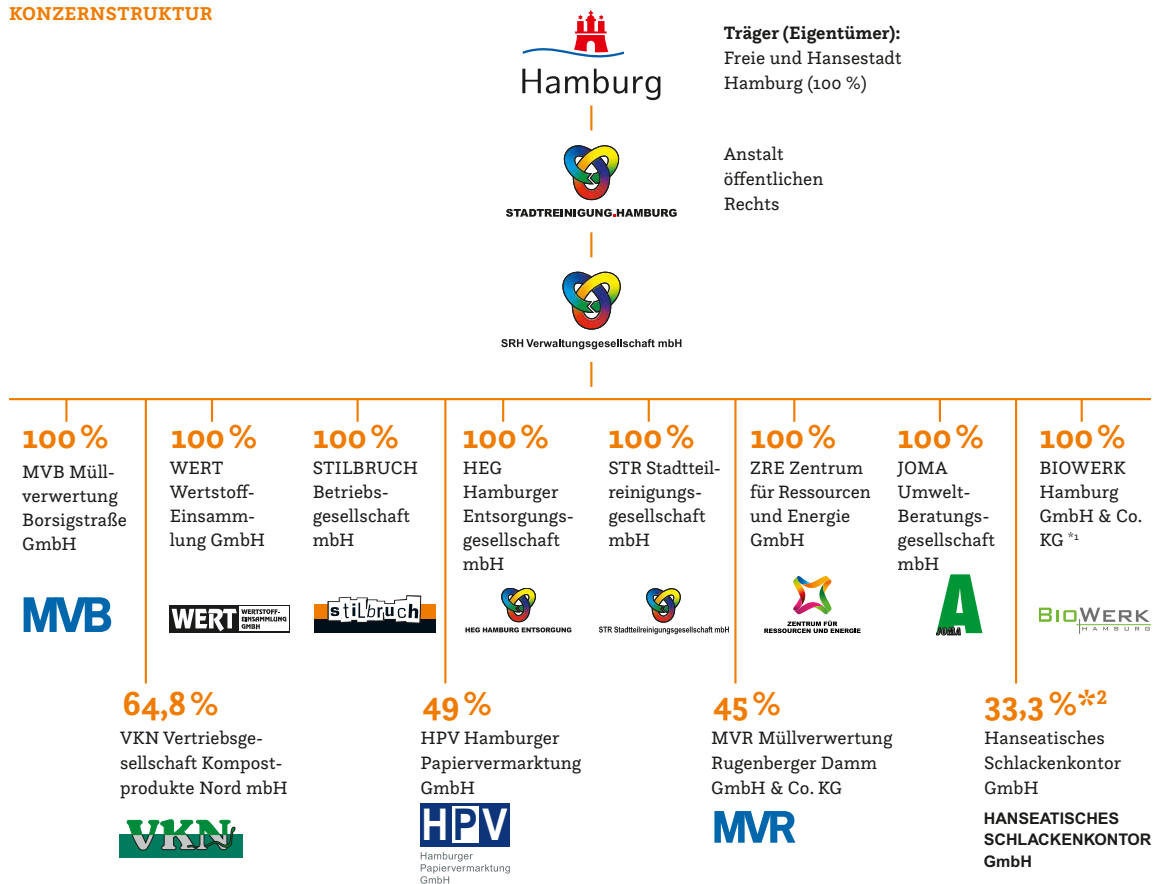 KONZERNSTRUKTUR
Hamburg
Träger (Eigentümer):
Freie und Hansestadt
Hamburg (100 %)
STADTREINIGUNG.HAMBURG
Anstalt
öffentlichen
Rechts
SRH Verwaltungsgesellschaft mbH
100 %
MVB Müll-
verwertung
Borsigstraße
GmbH
MVB
100 %
WERT
Wertstoff-
Einsamm-
lung GmbH
WERT
WERTSTOFF-
EINSAMMLUNG
GMBH
100 %
STILBRUCH
Betriebs-
gesellschaft
mbH
stilbruch
100 %
HEG
Hamburger
Entsorgungs-
gesellschaft
mbH
HEG HAMBURG ENTSORGUNG
100 %
STR Stadtteil-
reinigungs-
gesellschaft
mbH
STR Stadtteilreinigungsgesellschaft mbH
100 %
ZRE Zentrum
für Ressourcen
und Energie
GmbH
ZENTRUM FÜR
RESSOURCEN UND ENERGIE
100 %
JOMA
Umwelt-
Beratungs-
gesellschaft
mbH
A
JOMA
100 %
BIOWERK
Hamburg
GmbH & Co.
KG *1
BIOWERK
HAMBURG
64,8 %
VKN Vertriebsge-
sellschaft Kompost-
produkte Nord mbH
VKN
49 %
HPV Hamburger
Papiervermarktung
GmbH
HPV
Hamburger
Papiervermarktung
GmbH
45 %
MVR Müllverwertung
Rugenberger Damm
GmbH & Co. KG
MVR
33,3 %*2
Hanseatisches
Schlackenkontor
GmbH
HANSEATISCHES
SCHLACKENKONTOR
GmbH